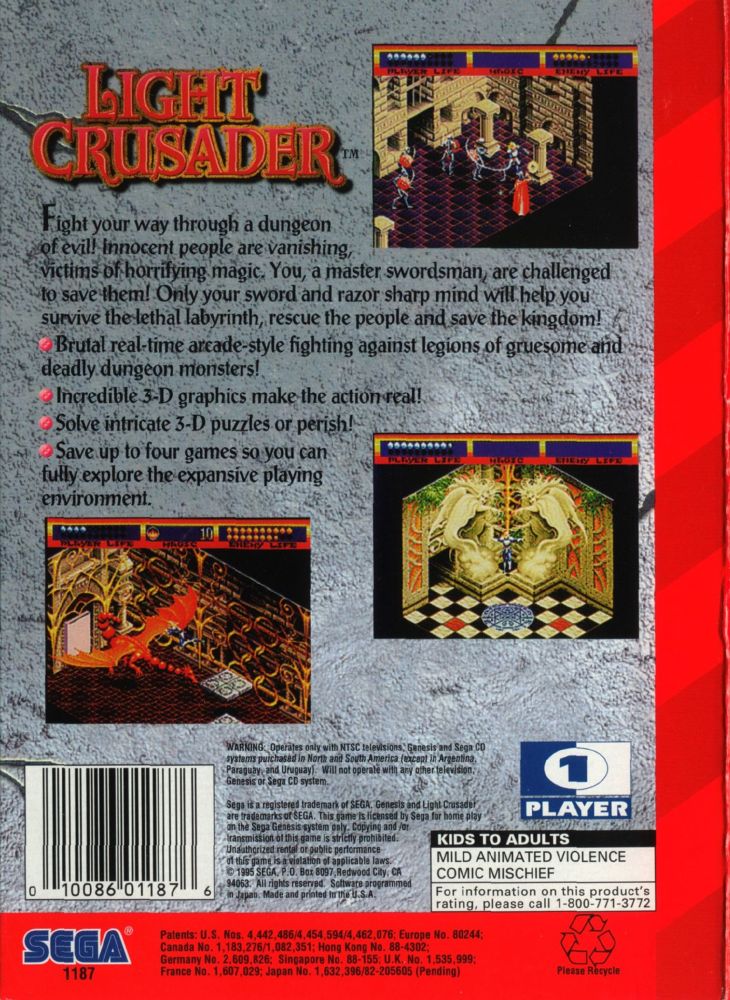 LIGHT
CRUSADER™
PLAYER LIFE MAGIC ENEMY LIFE
Fight your way through a dungeon
of evil! Innocent people are vanishing,
victims of horrifying magic. You, a master swordsman, are challenged
to save them! Only your sword and razor sharp mind will help you
survive the lethal labyrinth, rescue the people and save the kingdom!
Brutal real-time arcade-style fighting against legions of gruesome and
deadly dungeon monsters!
Incredible 3-D graphics make the action real!
Solve intricate 3-D puzzles or perish!
Save up to four games so you can
fully explore the expansive playing
environment.
PLAYER LIFE MAGIC ENEMY LIFE
10
PLAYER LIFE MAGIC ENEMY LIFE
WARNING: Operates only with NTSC televisions, Genesis and Sega CD
systems purchased in North and South America (except in Argentina,
Paraguay, and Uruguay). Will not operate with any other television,
Genesis or Sega CD system.
Sega is a registered trademark of SEGA. Genesis and Light Crusader
are trademarks of SEGA. This game is licensed by Sega for home play
on the Sega Genesis system only. Copying and /or
transmission of this game is strictly prohibited.
Unauthorized rental or public performance
of this game is a violation of applicable laws.
© 1995 SEGA, P.O. Box 8097, Redwood City, CA
94063. All rights reserved. Software programmed
in Japan. Made and printed in the U.S.A.
1
PLAYER
KIDS TO ADULTS
MILD ANIMATED VIOLENCE
COMIC MISCHIEF
For information on this product's
rating, please call 1-800-771-3772
0 10086 01187 6
SEGA®
1187
Patents: U.S. Nos. 4,442,486/4,454,594/4,462,076; Europe No. 80244;
Canada No. 1,183,276/1,082,351; Hong Kong No. 88-4302;
Germany No. 2,609,826; Singapore No. 88-155; U.K. No. 1,535,999;
France No. 1,607,029; Japan No. 1,632,396/82-205605 (Pending)
Please Recycle